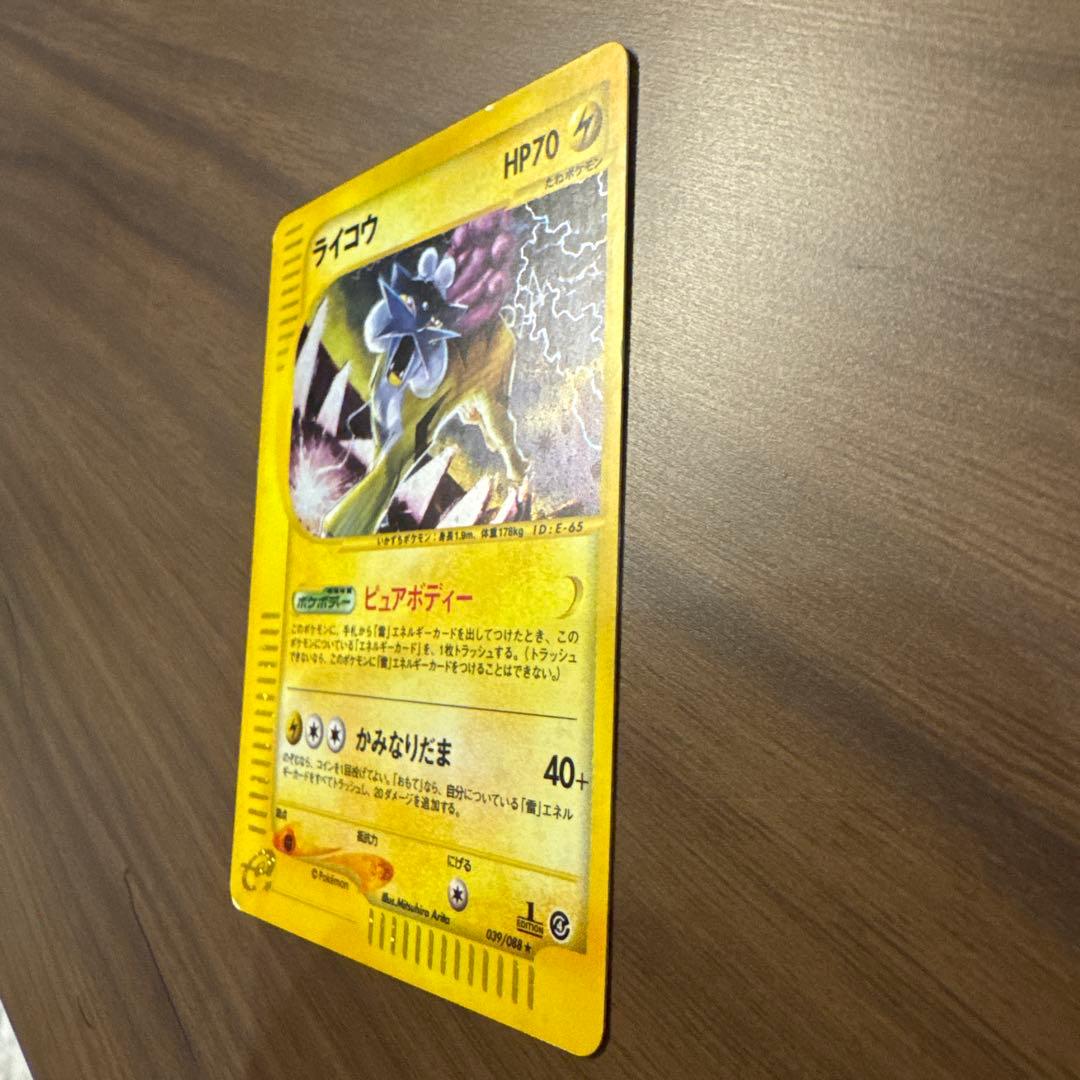 ライコウ
HP70
たねポケモン
いかずちポケモン：身長1.9m、体重178kg ID:E-65
ポケボディー ピュアボディー
このポケモンに、手札から「雷」エネルギーカードを出してつけたとき、この
ポケモンについている「エネルギーカード」を、1枚トラッシュする。（トラッシュ
できないなら、このポケモンに「雷」エネルギーカードをつけることはできない。）
かみなりだま 40+
のぞむなら、コインを1回投げてよい。「おもて」なら、自分についている「雷」エネル
ギーカードをすべてトラッシュし、20ダメージを追加する。
弱点 抵抗力 にげる
©Pokémon
Illus.Mitsuhiro Arita
1 EDITION
039/088 ★